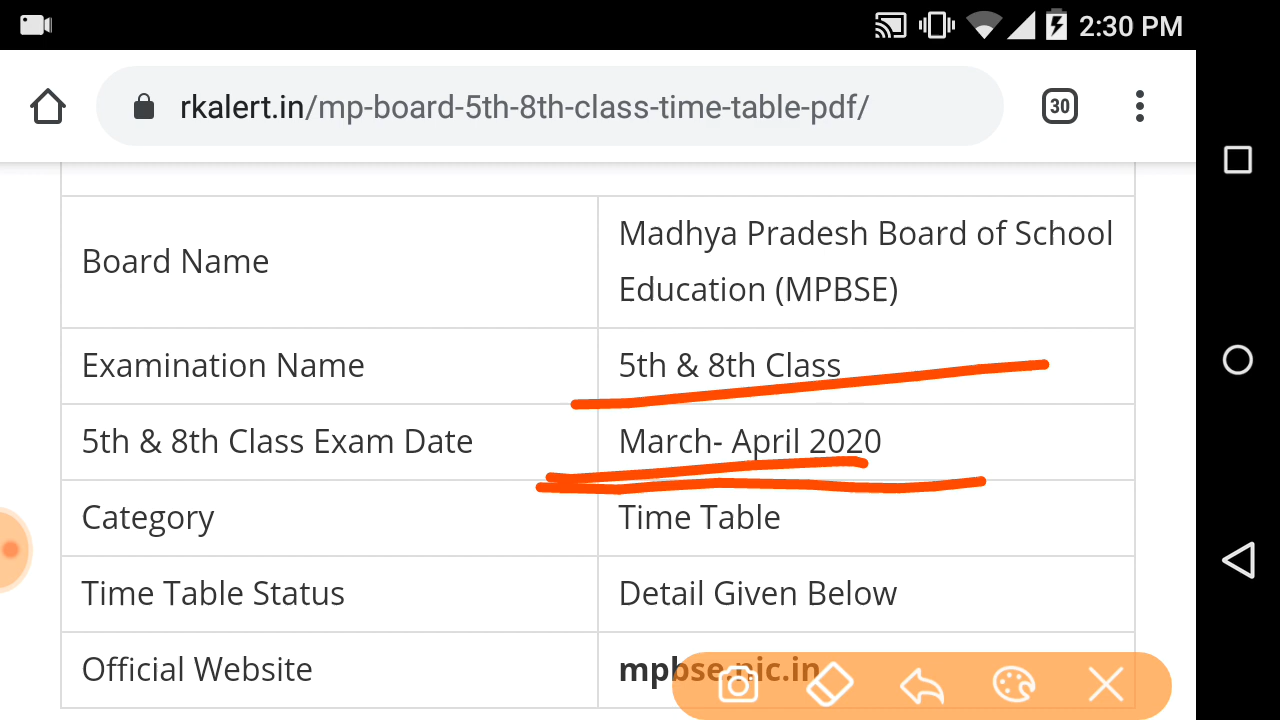 2:30 PM
rkalert.in/mp-board-5th-8th-class-time-table-pdf/
30
Board Name
Madhya Pradesh Board of School
Education (MPBSE)
Examination Name
5th & 8th Class
5th & 8th Class Exam Date
March- April 2020
Category
Time Table
Time Table Status
Detail Given Below
Official Website
mpbse.nic.in